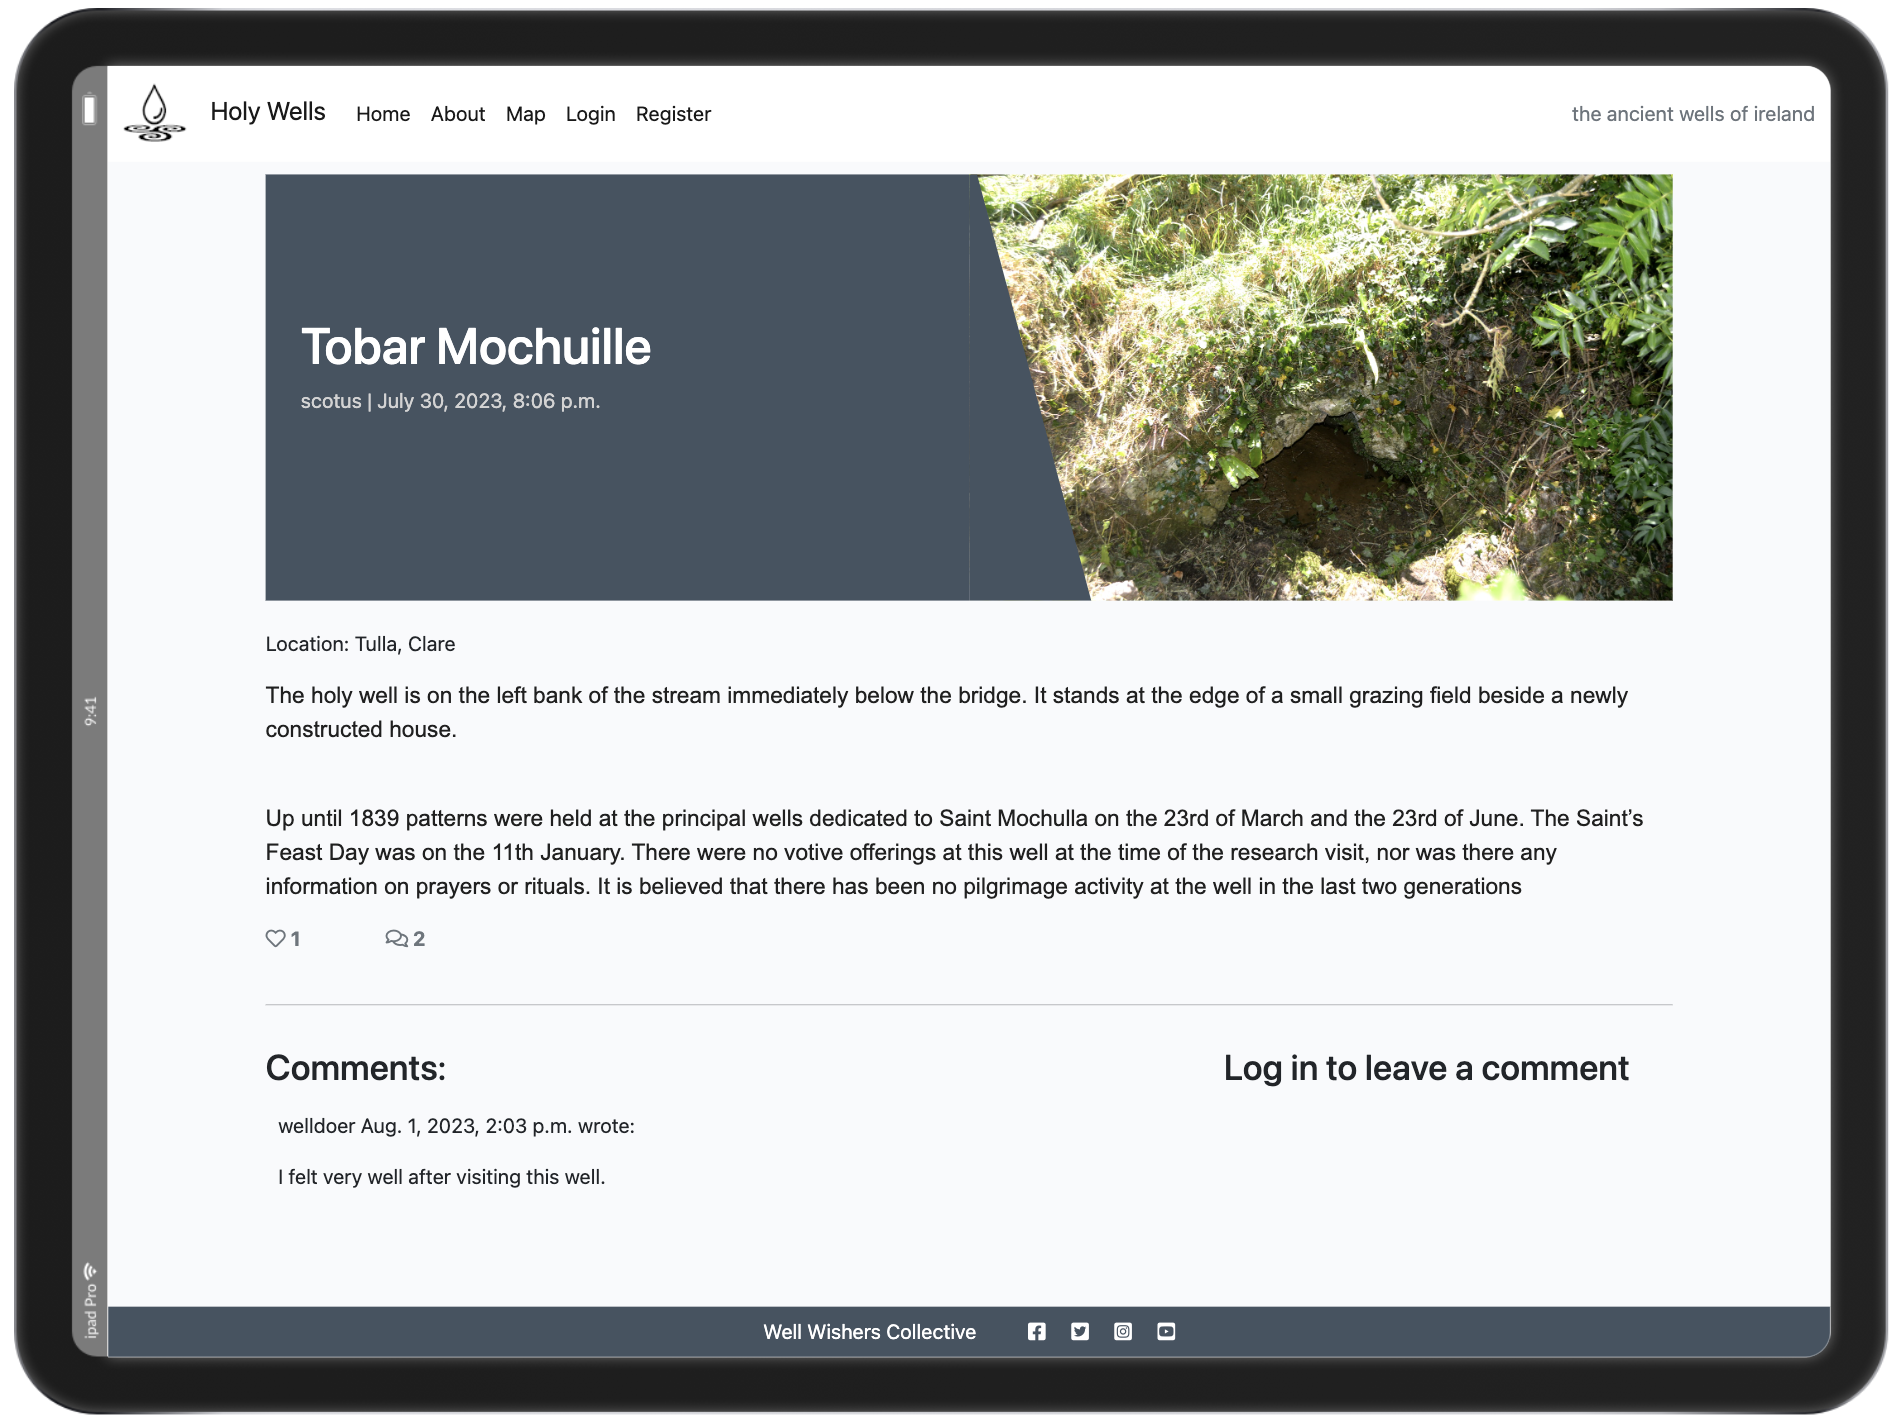 Holy Wells
Home
About
Map
Login
Register
the ancient wells of ireland
Tobar Mochuille
scotus | July 30, 2023, 8:06 p.m.
Location: Tulla, Clare
The holy well is on the left bank of the stream immediately below the bridge. It stands at the edge of a small grazing field beside a newly
constructed house.
Up until 1839 patterns were held at the principal wells dedicated to Saint Mochulla on the 23rd of March and the 23rd of June. The Saint’s
Feast Day was on the 11th January. There were no votive offerings at this well at the time of the research visit, nor was there any
information on prayers or rituals. It is believed that there has been no pilgrimage activity at the well in the last two generations
1
2
Comments:
Log in to leave a comment
welldoer Aug. 1, 2023, 2:03 p.m. wrote:
I felt very well after visiting this well.
Well Wishers Collective
9:41
ipad Pro